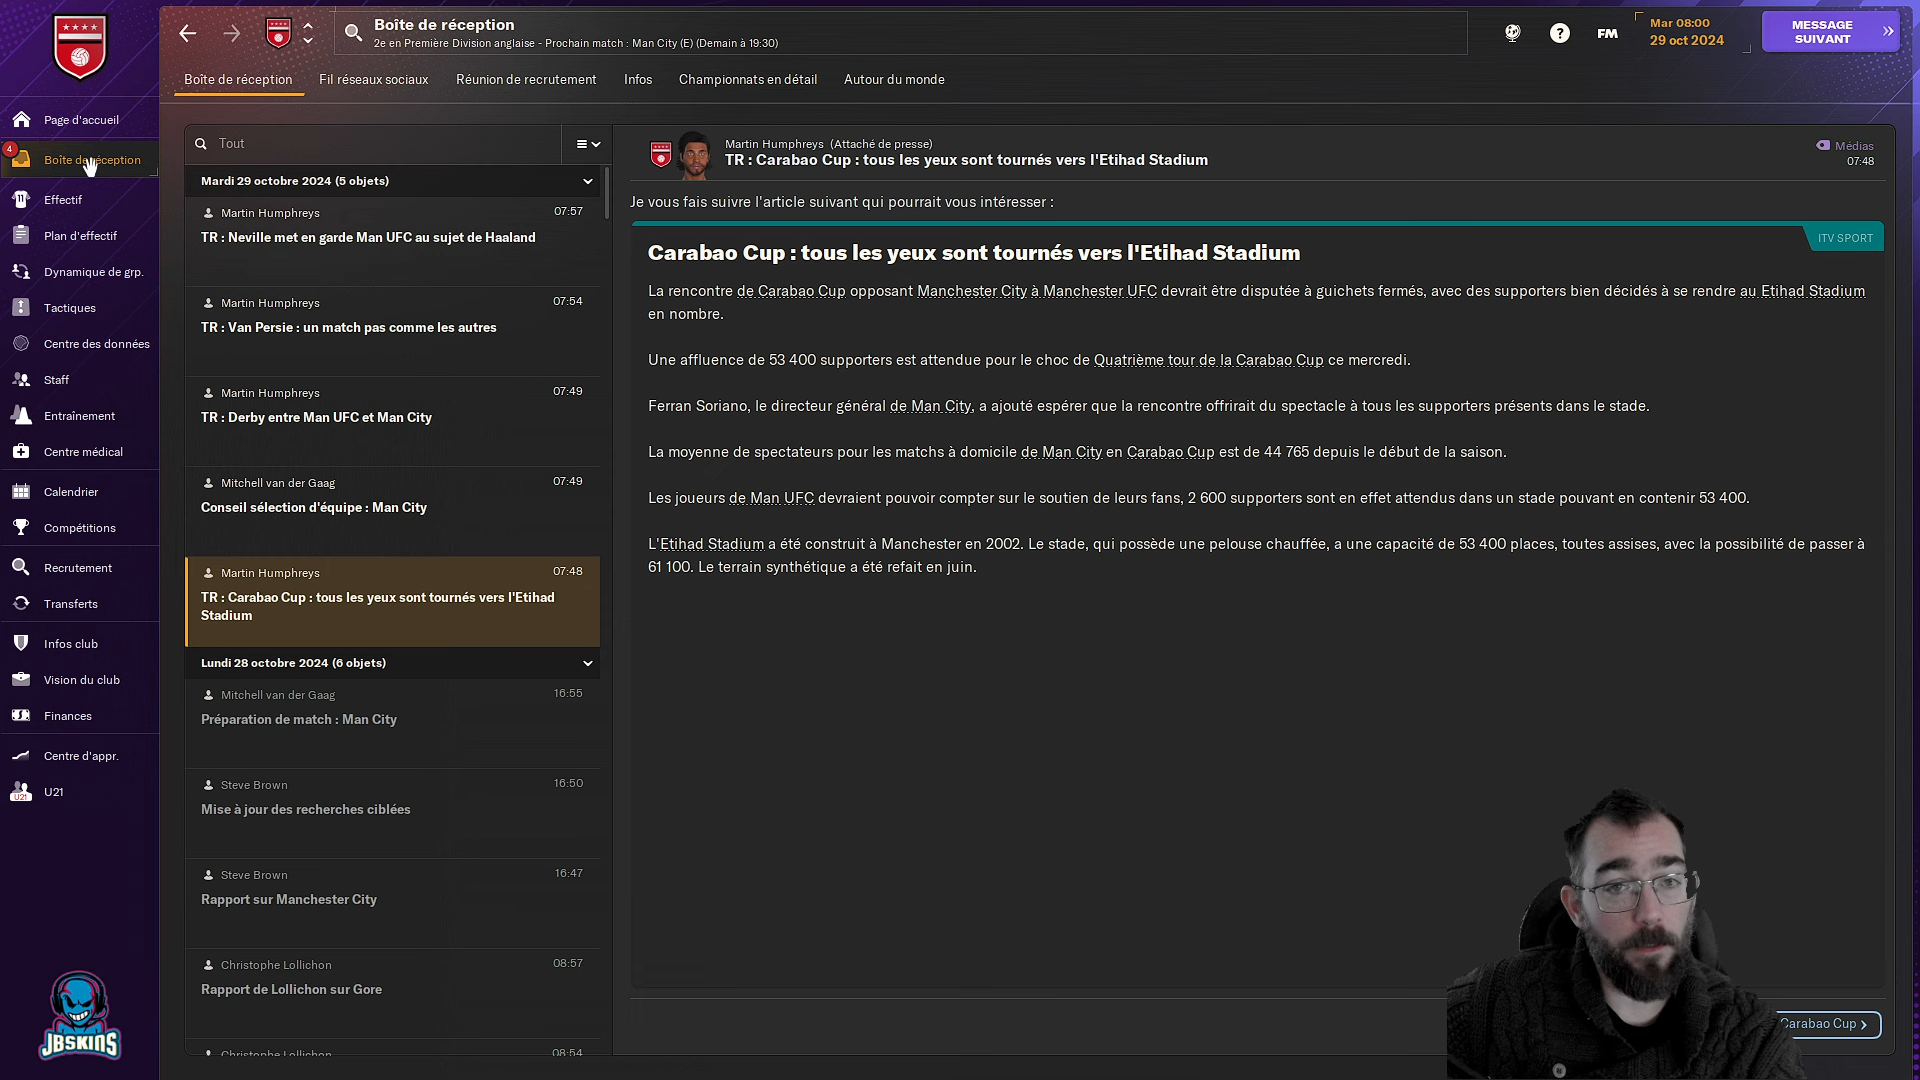 Boîte de réception
2e en Première Division anglaise - Prochain match : Man City (E) (Demain à 19:30)
FM
Mar 08:00
29 oct 2024
MESSAGE SUIVANT
Boîte de réception
Fil réseaux sociaux
Réunion de recrutement
Infos
Championnats en détail
Autour du monde
Page d'accueil
4
Boîte de réception
Effectif
Plan d'effectif
Dynamique de grp.
Tactiques
Centre des données
Staff
Entraînement
Centre médical
Calendrier
Compétitions
Recrutement
Transferts
Infos club
Vision du club
Finances
Centre d'appr.
U21
U21
JBSKINS
Tout
Mardi 29 octobre 2024 (5 objets)
Martin Humphreys 07:57
TR : Neville met en garde Man UFC au sujet de Haaland
Martin Humphreys 07:54
TR : Van Persie : un match pas comme les autres
Martin Humphreys 07:49
TR : Derby entre Man UFC et Man City
Mitchell van der Gaag 07:49
Conseil sélection d'équipe : Man City
Martin Humphreys 07:48
TR : Carabao Cup : tous les yeux sont tournés vers l'Etihad
Stadium
Lundi 28 octobre 2024 (6 objets)
Mitchell van der Gaag 16:55
Préparation de match : Man City
Steve Brown 16:50
Mise à jour des recherches ciblées
Steve Brown 16:47
Rapport sur Manchester City
Christophe Lollichon 08:57
Rapport de Lollichon sur Gore
Christophe Lollichon 08:54
Martin Humphreys (Attaché de presse)
TR : Carabao Cup : tous les yeux sont tournés vers l'Etihad Stadium
Médias
07:48
Je vous fais suivre l'article suivant qui pourrait vous intéresser :
ITV SPORT
Carabao Cup : tous les yeux sont tournés vers l'Etihad Stadium
La rencontre de Carabao Cup opposant Manchester City à Manchester UFC devrait être disputée à guichets fermés, avec des supporters bien décidés à se rendre au Etihad Stadium
en nombre.
Une affluence de 53 400 supporters est attendue pour le choc de Quatrième tour de la Carabao Cup ce mercredi.
Ferran Soriano, le directeur général de Man City, a ajouté espérer que la rencontre offrirait du spectacle à tous les supporters présents dans le stade.
La moyenne de spectateurs pour les matchs à domicile de Man City en Carabao Cup est de 44 765 depuis le début de la saison.
Les joueurs de Man UFC devraient pouvoir compter sur le soutien de leurs fans, 2 600 supporters sont en effet attendus dans un stade pouvant en contenir 53 400.
L'Etihad Stadium a été construit à Manchester en 2002. Le stade, qui possède une pelouse chauffée, a une capacité de 53 400 places, toutes assises, avec la possibilité de passer à
61 100. Le terrain synthétique a été refait en juin.
Carabao Cup